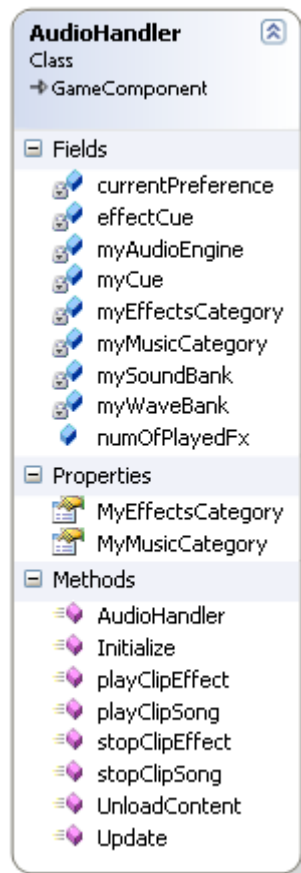 AudioHandler
Class
GameComponent
Fields
currentPreference
effectCue
myAudioEngine
myCue
myEffectsCategory
myMusicCategory
mySoundBank
myWaveBank
numOfPlayedFx
Properties
MyEffectsCategory
MyMusicCategory
Methods
AudioHandler
Initialize
playClipEffect
playClipSong
stopClipEffect
stopClipSong
UnloadContent
Update